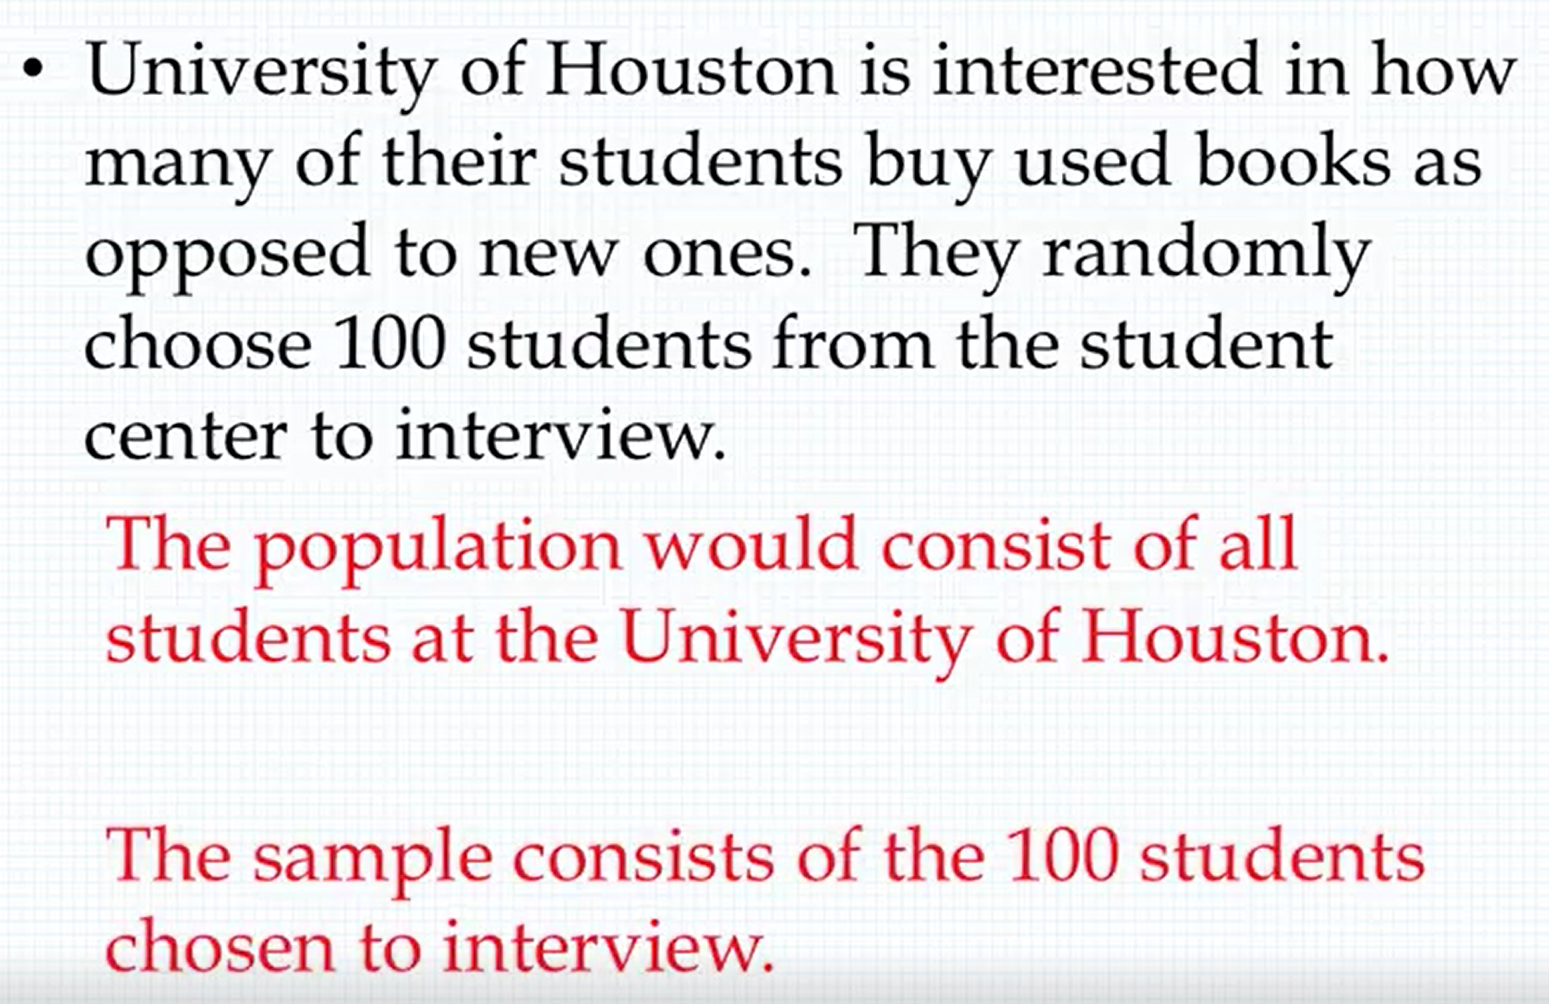 • University of Houston is interested in how
many of their students buy used books as
opposed to new ones. They randomly
choose 100 students from the student
center to interview.
The population would consist of all
students at the University of Houston.
The sample consists of the 100 students
chosen to interview.